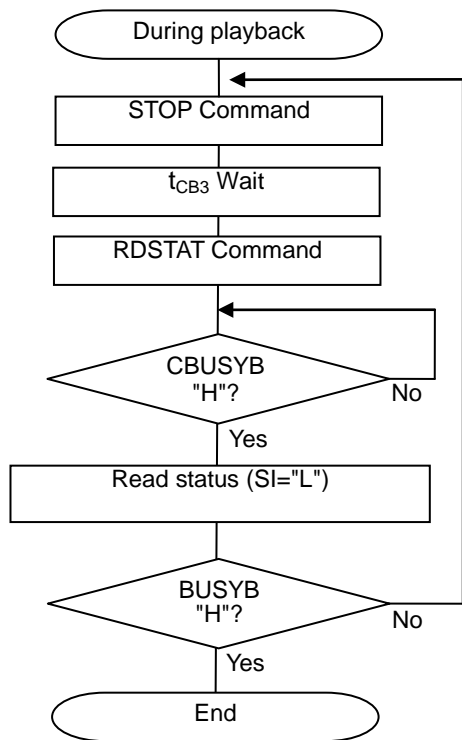 During playback
STOP Command
tCB3 Wait
RDSTAT Command
CBUSYB
"H"?
No
Yes
Read status (SI="L")
BUSYB
"H"?
No
Yes
End